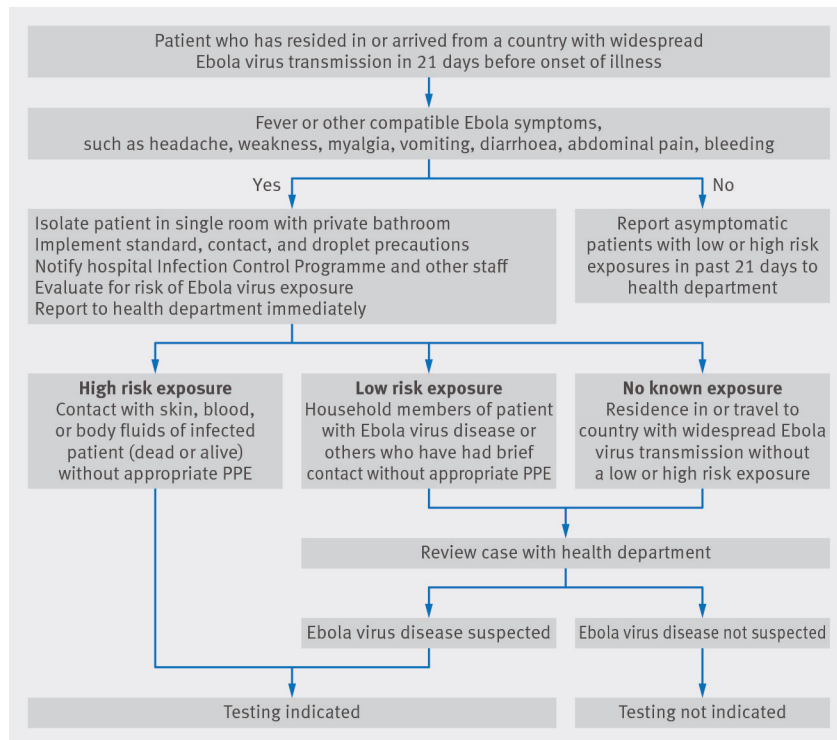 Patient who has resided in or arrived from a country with widespread
Ebola virus transmission in 21 days before onset of illness
Fever or other compatible Ebola symptoms,
such as headache, weakness, myalgia, vomiting, diarrhoea, abdominal pain, bleeding
Yes
No
Isolate patient in single room with private bathroom
Implement standard, contact, and droplet precautions
Notify hospital Infection Control Programme and other staff
Evaluate for risk of Ebola virus exposure
Report to health department immediately
Report asymptomatic
patients with low or high risk
exposures in past 21 days to
health department
High risk exposure
Contact with skin, blood,
or body fluids of infected
patient (dead or alive)
without appropriate PPE
Low risk exposure
Household members of patient
with Ebola virus disease or
others who have had brief
contact without appropriate PPE
No known exposure
Residence in or travel to
country with widespread Ebola
virus transmission without
a low or high risk exposure
Review case with health department
Ebola virus disease suspected
Ebola virus disease not suspected
Testing indicated
Testing not indicated